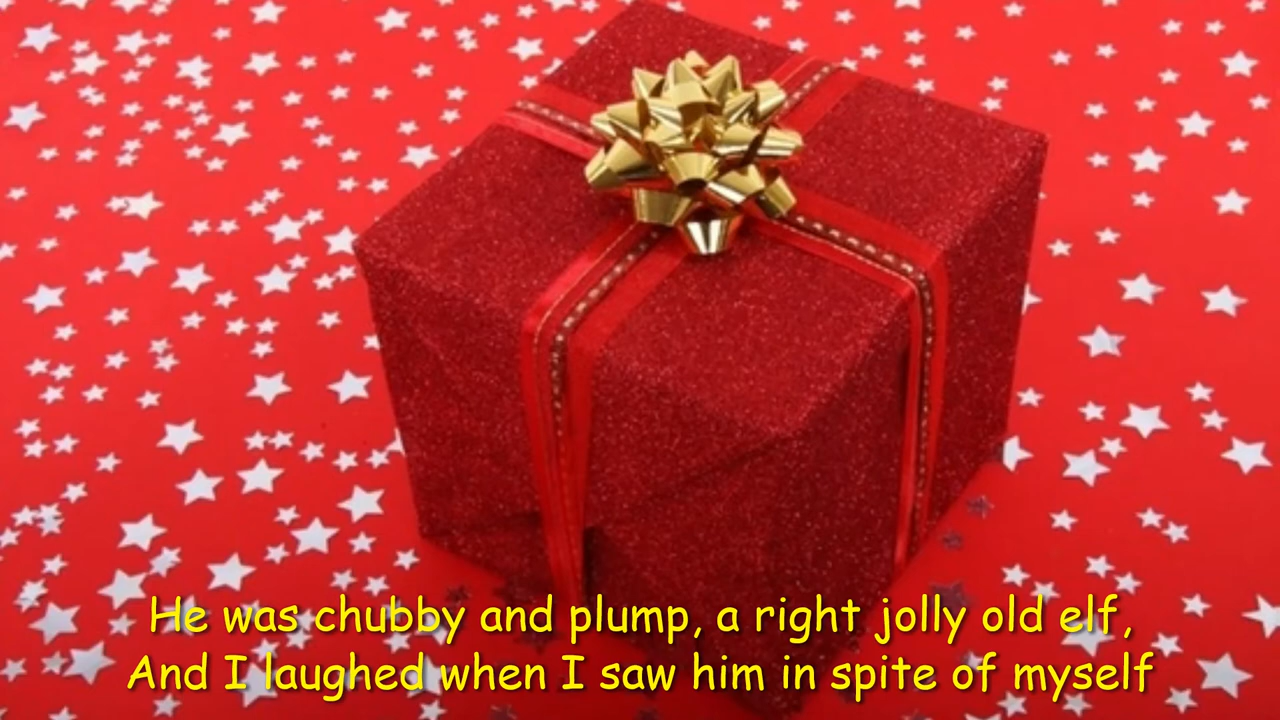 He was chubby and plump, a right jolly old elf,
And I laughed when I saw him in spite of myself